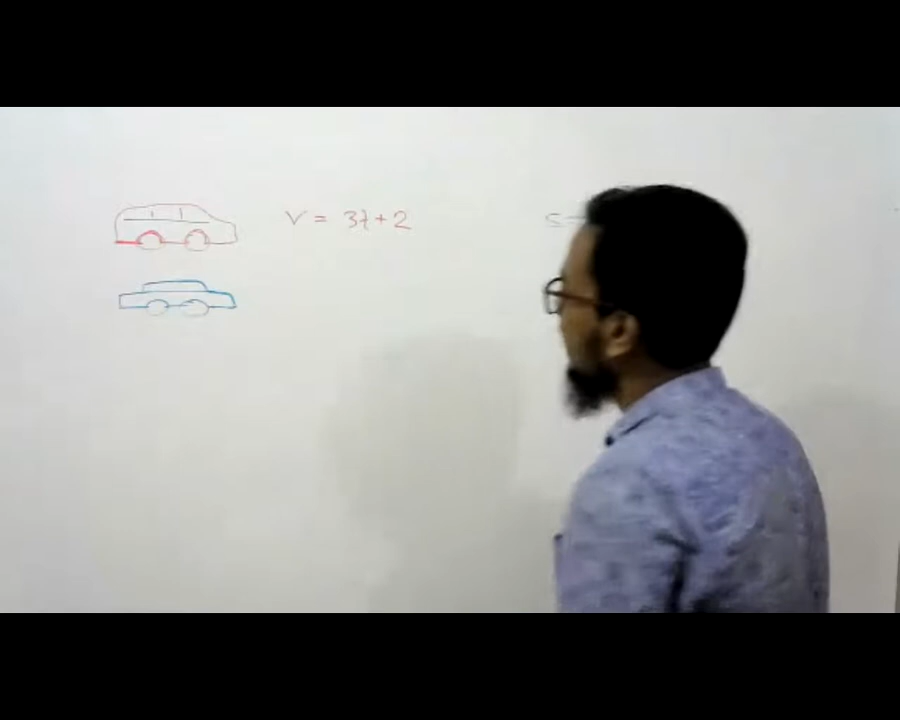 v = 3t + 2